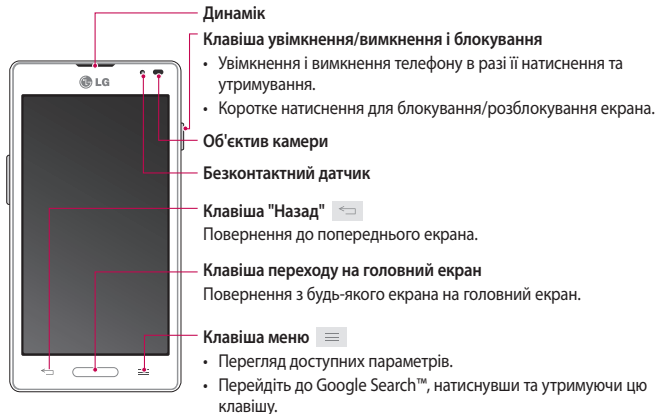 Динамік
Клавіша увімкнення/вимкнення і блокування
• Увімкнення і вимкнення телефону в разі її натиснення та
утримування.
• Коротке натиснення для блокування/розблокування екрана.
LG
Об'єктив камери
Безконтактний датчик
Клавіша "Назад"
Повернення до попереднього екрана.
Клавіша переходу на головний екран
Повернення з будь-якого екрана на головний екран.
Клавіша меню
• Перегляд доступних параметрів.
• Перейдіть до Google Search™, натиснувши та утримуючи цю
клавішу.